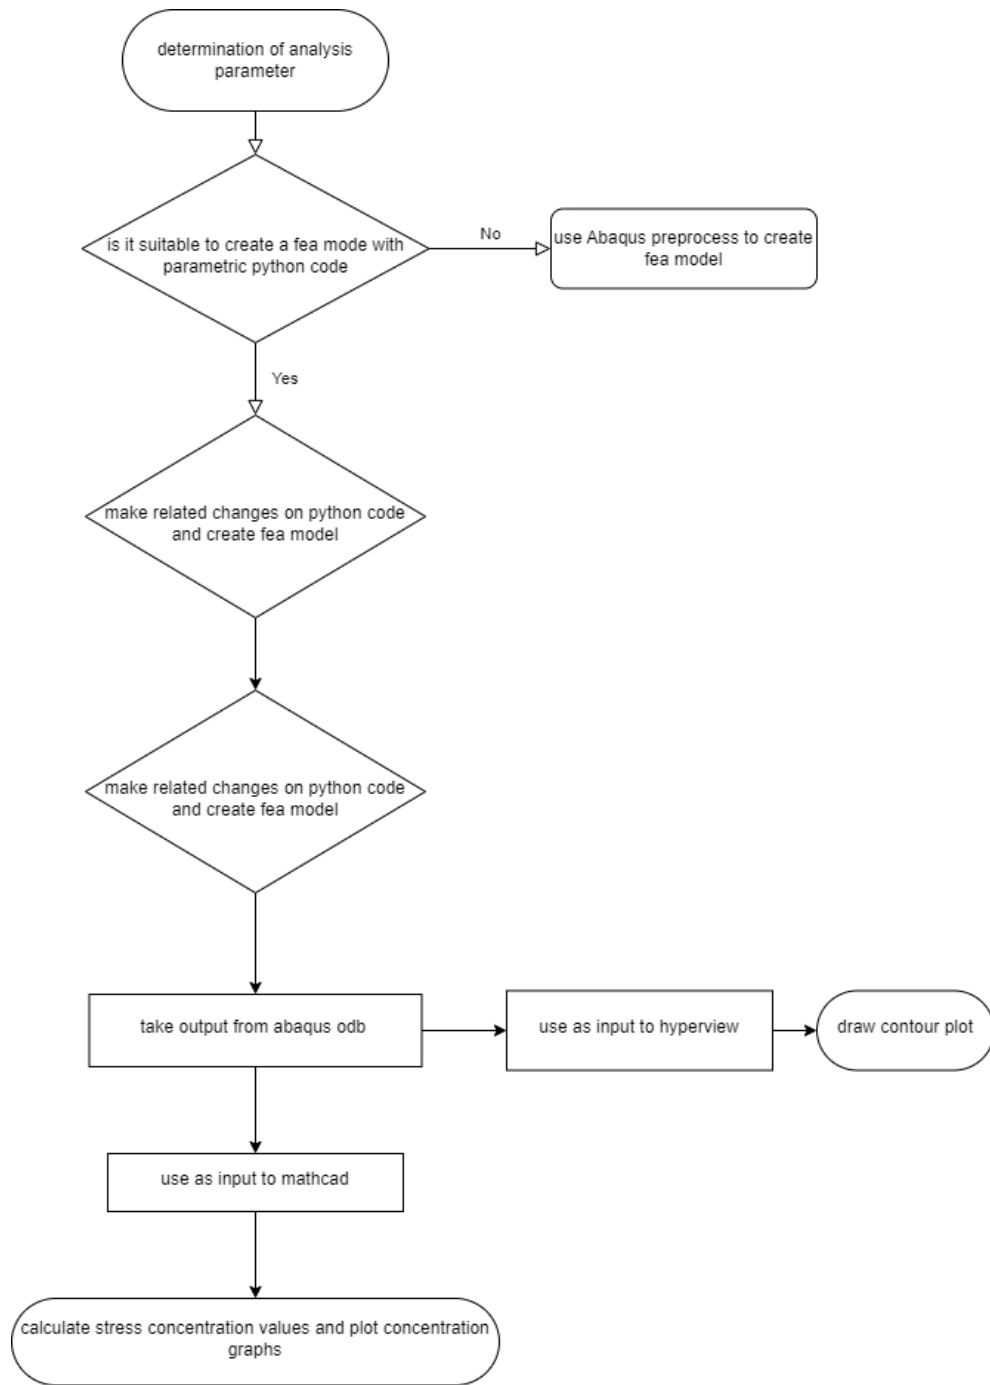 determination of analysis
parameter
is it suitable to create a fea mode with
parametric python code
No
use Abaqus preprocess to create
fea model
Yes
make related changes on python code
and create fea model
make related changes on python code
and create fea model
take output from abaqus odb
use as input to hyperview
draw contour plot
use as input to mathcad
calculate stress concentration values and plot concentration
graphs